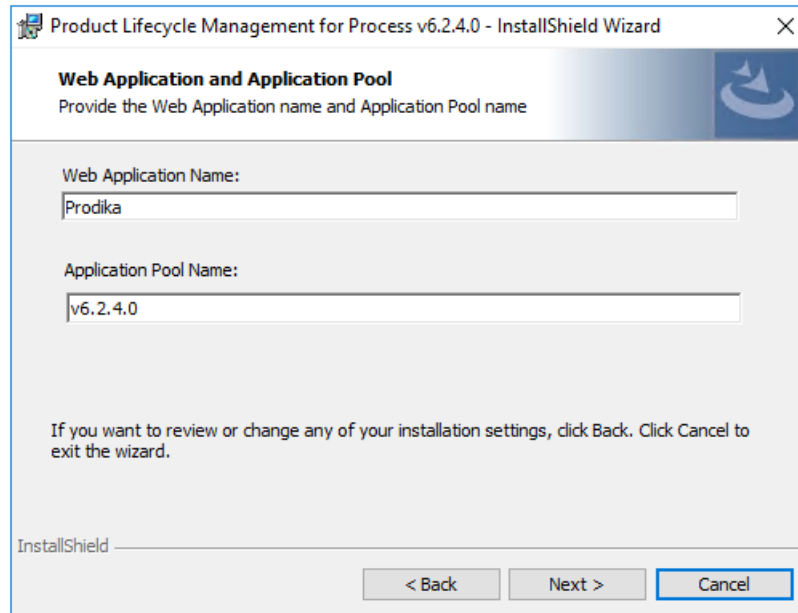 Product Lifecycle Management for Process v6.2.4.0 - InstallShield Wizard
Web Application and Application Pool
Provide the Web Application name and Application Pool name
Web Application Name:
Prodika
Application Pool Name:
v6.2.4.0
If you want to review or change any of your installation settings, click Back. Click Cancel to
exit the wizard.
InstallShield
< Back
Next >
Cancel